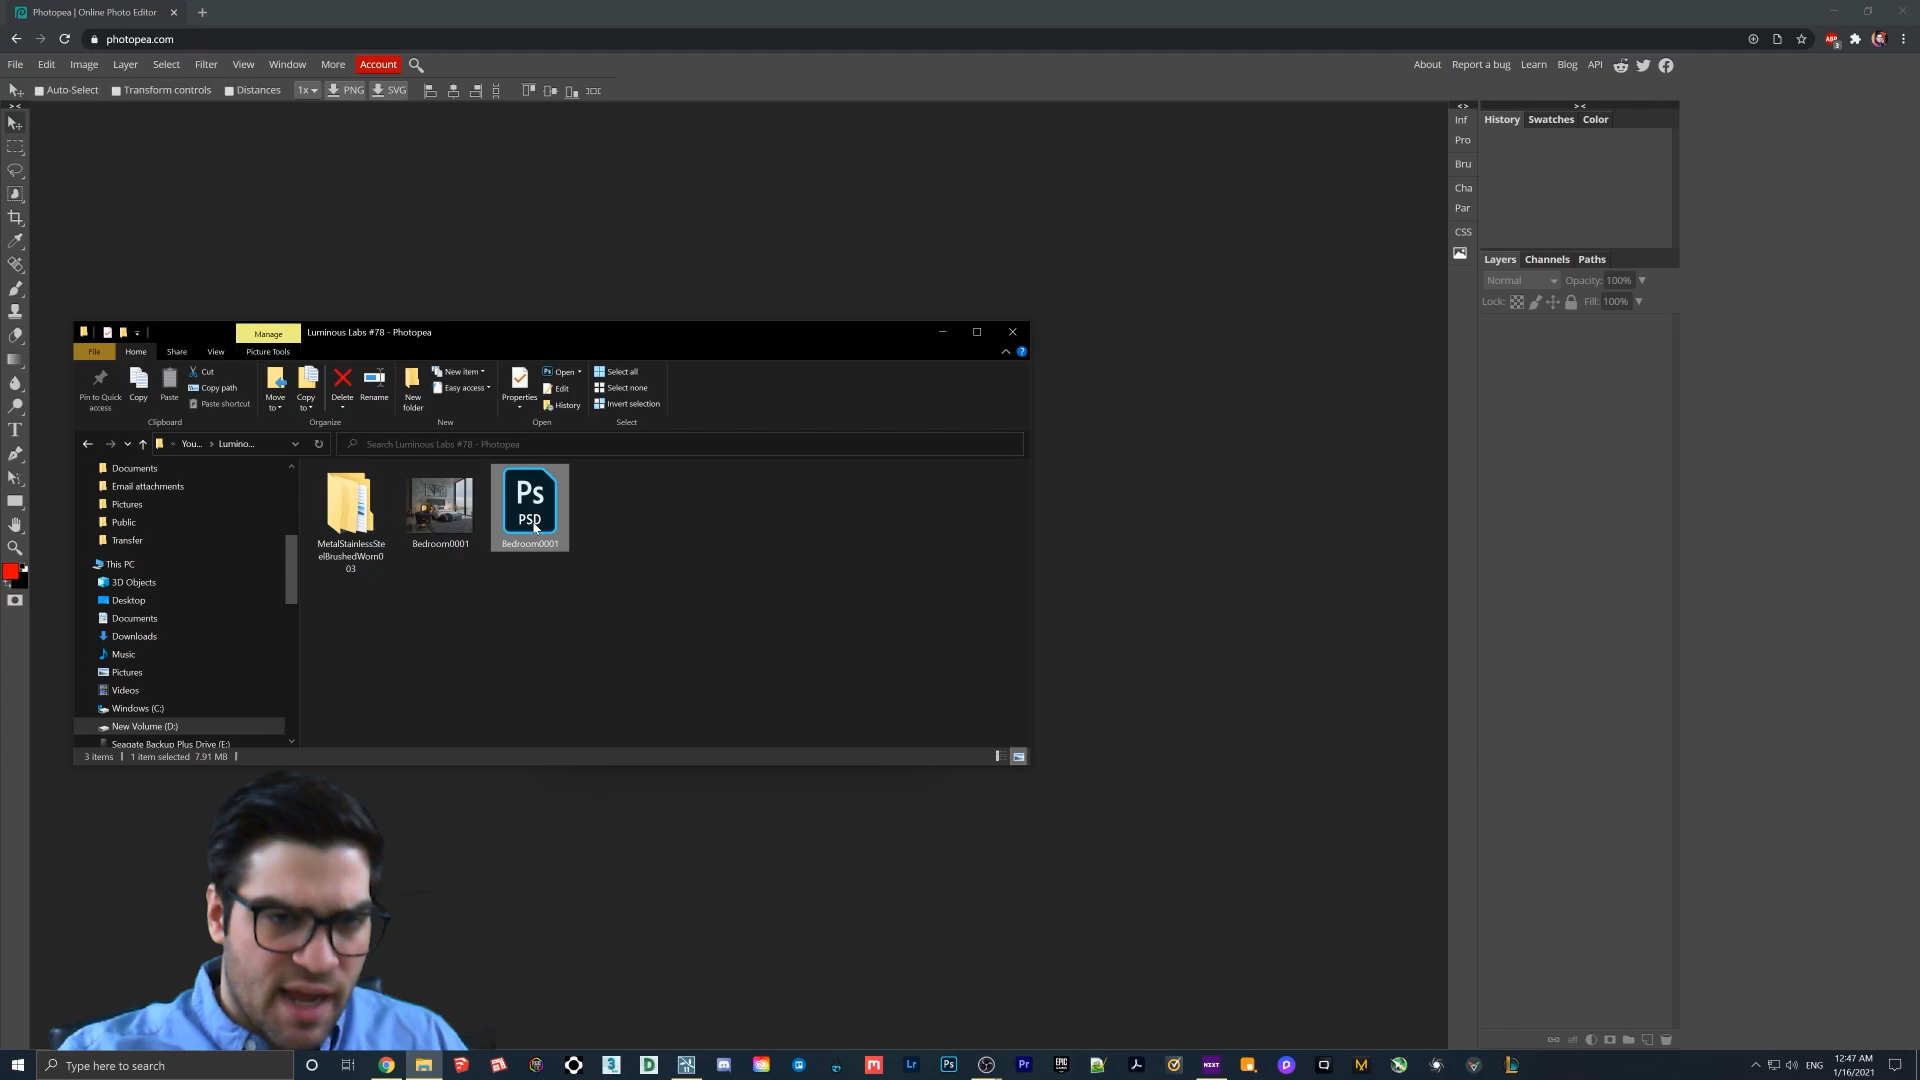 Photopea | Online Photo Editor
photopea.com
File Edit Image Layer Select Filter View Window More Account
About Report a bug Learn Blog API
Auto-Select Transform controls Distances 1x PNG SVG
Inf
Pro
Bru
Cha
Par
CSS
History Swatches Color
Layers Channels Paths
Normal Opacity: 100%
Lock: Fill: 100%
Manage
Luminous Labs #78 - Photopea
File Home Share View Picture Tools
Pin to Quick access
Copy
Paste
Cut
Copy path
Paste shortcut
Clipboard
Move to
Copy to
Delete
Rename
Organize
New folder
New item
Easy access
New
Properties
Open
Edit
History
Open
Select all
Select none
Invert selection
Select
You... Lumino...
Search Luminous Labs #78 - Photopea
Documents
Email attachments
Pictures
Public
Transfer
This PC
3D Objects
Desktop
Documents
Downloads
Music
Pictures
Videos
Windows (C:)
New Volume (D:)
Seagate Backup Plus Drive (E:)
MetalStainlessSte
elBrushedWorn0
03
Bedroom0001
Ps
PSD
Bedroom0001
3 items 1 item selected 7.91 MB
Type here to search
ENG
12:47 AM
1/16/2021